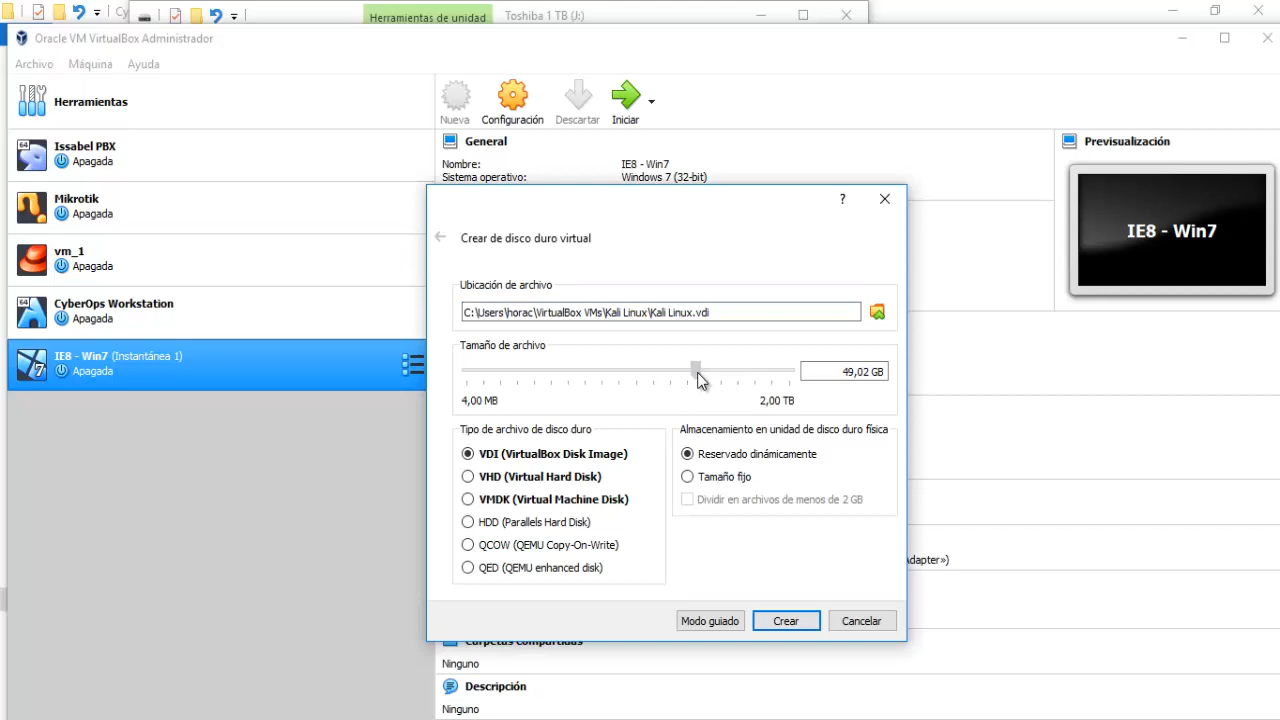 Herramientas de unidad
Toshiba 1 TB (J:)
Cy
Oracle VM VirtualBox Administrador
Archivo Máquina Ayuda
Herramientas
Nueva Configuración Descartar Iniciar
64
Issabel PBX
Apagada
Mikrotik
Apagada
vm_1
Apagada
64
CyberOps Workstation
Apagada
7
IE8 - Win7 (Instantánea 1)
Apagada
General
Nombre: IE8 - Win7
Sistema operativo: Windows 7 (32-bit)
Previsualización
IE8 - Win7
?
Crear de disco duro virtual
Ubicación de archivo
C:\Users\horac\VirtualBox VMs\Kali Linux\Kali Linux.vdi
Tamaño de archivo
49,02 GB
4,00 MB 2,00 TB
Tipo de archivo de disco duro
VDI (VirtualBox Disk Image)
VHD (Virtual Hard Disk)
VMDK (Virtual Machine Disk)
HDD (Parallels Hard Disk)
QCOW (QEMU Copy-On-Write)
QED (QEMU enhanced disk)
Almacenamiento en unidad de disco duro física
Reservado dinámicamente
Tamaño fijo
Dividir en archivos de menos de 2 GB
Modo guiado Crear Cancelar
Adapter»)
Carpetas compartidas
Ninguno
Descripción
Ninguno